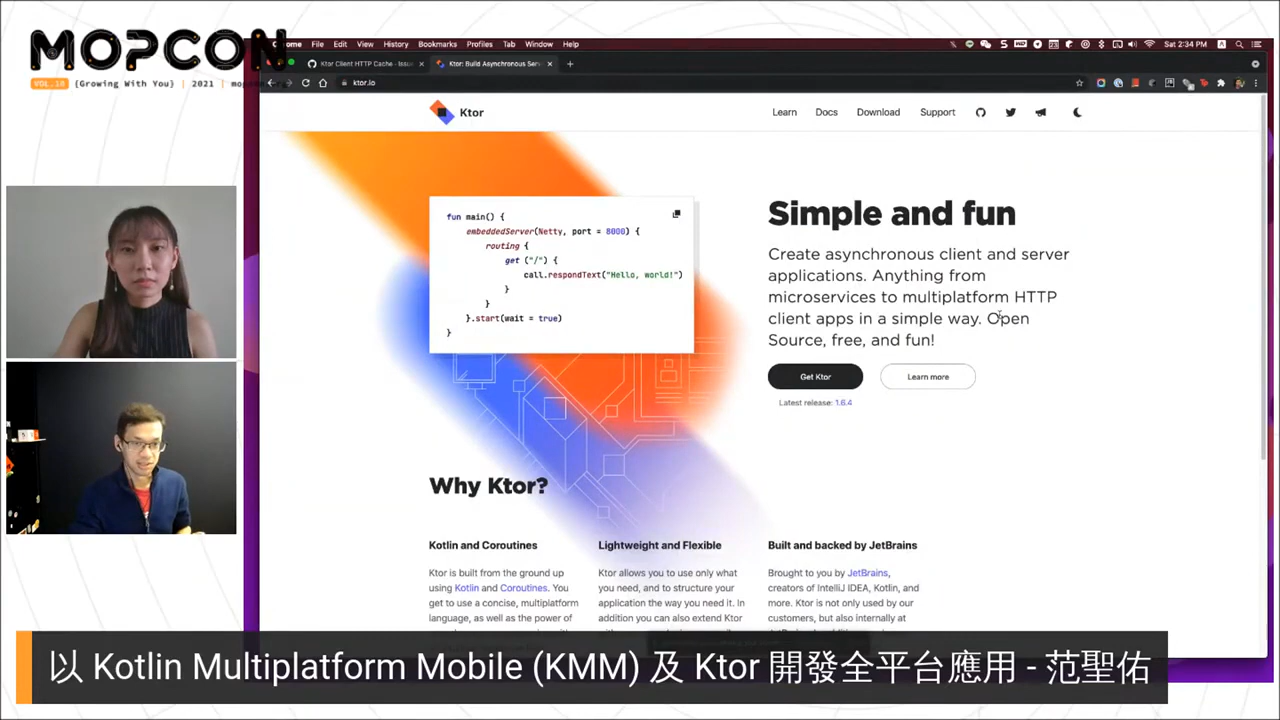 MOPCON
VOL.10 {Growing With You} | 2021 |
Chrome File Edit View History Bookmarks Profiles Tab Window Help
Sat 2:34 PM
Ktor Client HTTP Cache - Issue
Ktor: Build Asynchronous Serv
ktor.io
Ktor
Learn Docs Download Support
fun main() {
embeddedServer(Netty, port = 8000) {
routing {
get ("/") {
call.respondText("Hello, world!")
}
}
}.start(wait = true)
}
Simple and fun
Create asynchronous client and server
applications. Anything from
microservices to multiplatform HTTP
client apps in a simple way. Open
Source, free, and fun!
Get Ktor
Learn more
Latest release: 1.6.4
Why Ktor?
Kotlin and Coroutines
Ktor is built from the ground up
using Kotlin and Coroutines. You
get to use a concise, multiplatform
language, as well as the power of
Lightweight and Flexible
Ktor allows you to use only what
you need, and to structure your
application the way you need it. In
addition you can also extend Ktor
Built and backed by JetBrains
Brought to you by JetBrains,
creators of IntelliJ IDEA, Kotlin, and
more. Ktor is not only used by our
customers, but also internally at
以 Kotlin Multiplatform Mobile (KMM) 及 Ktor 開發全平台應用 - 范聖佑